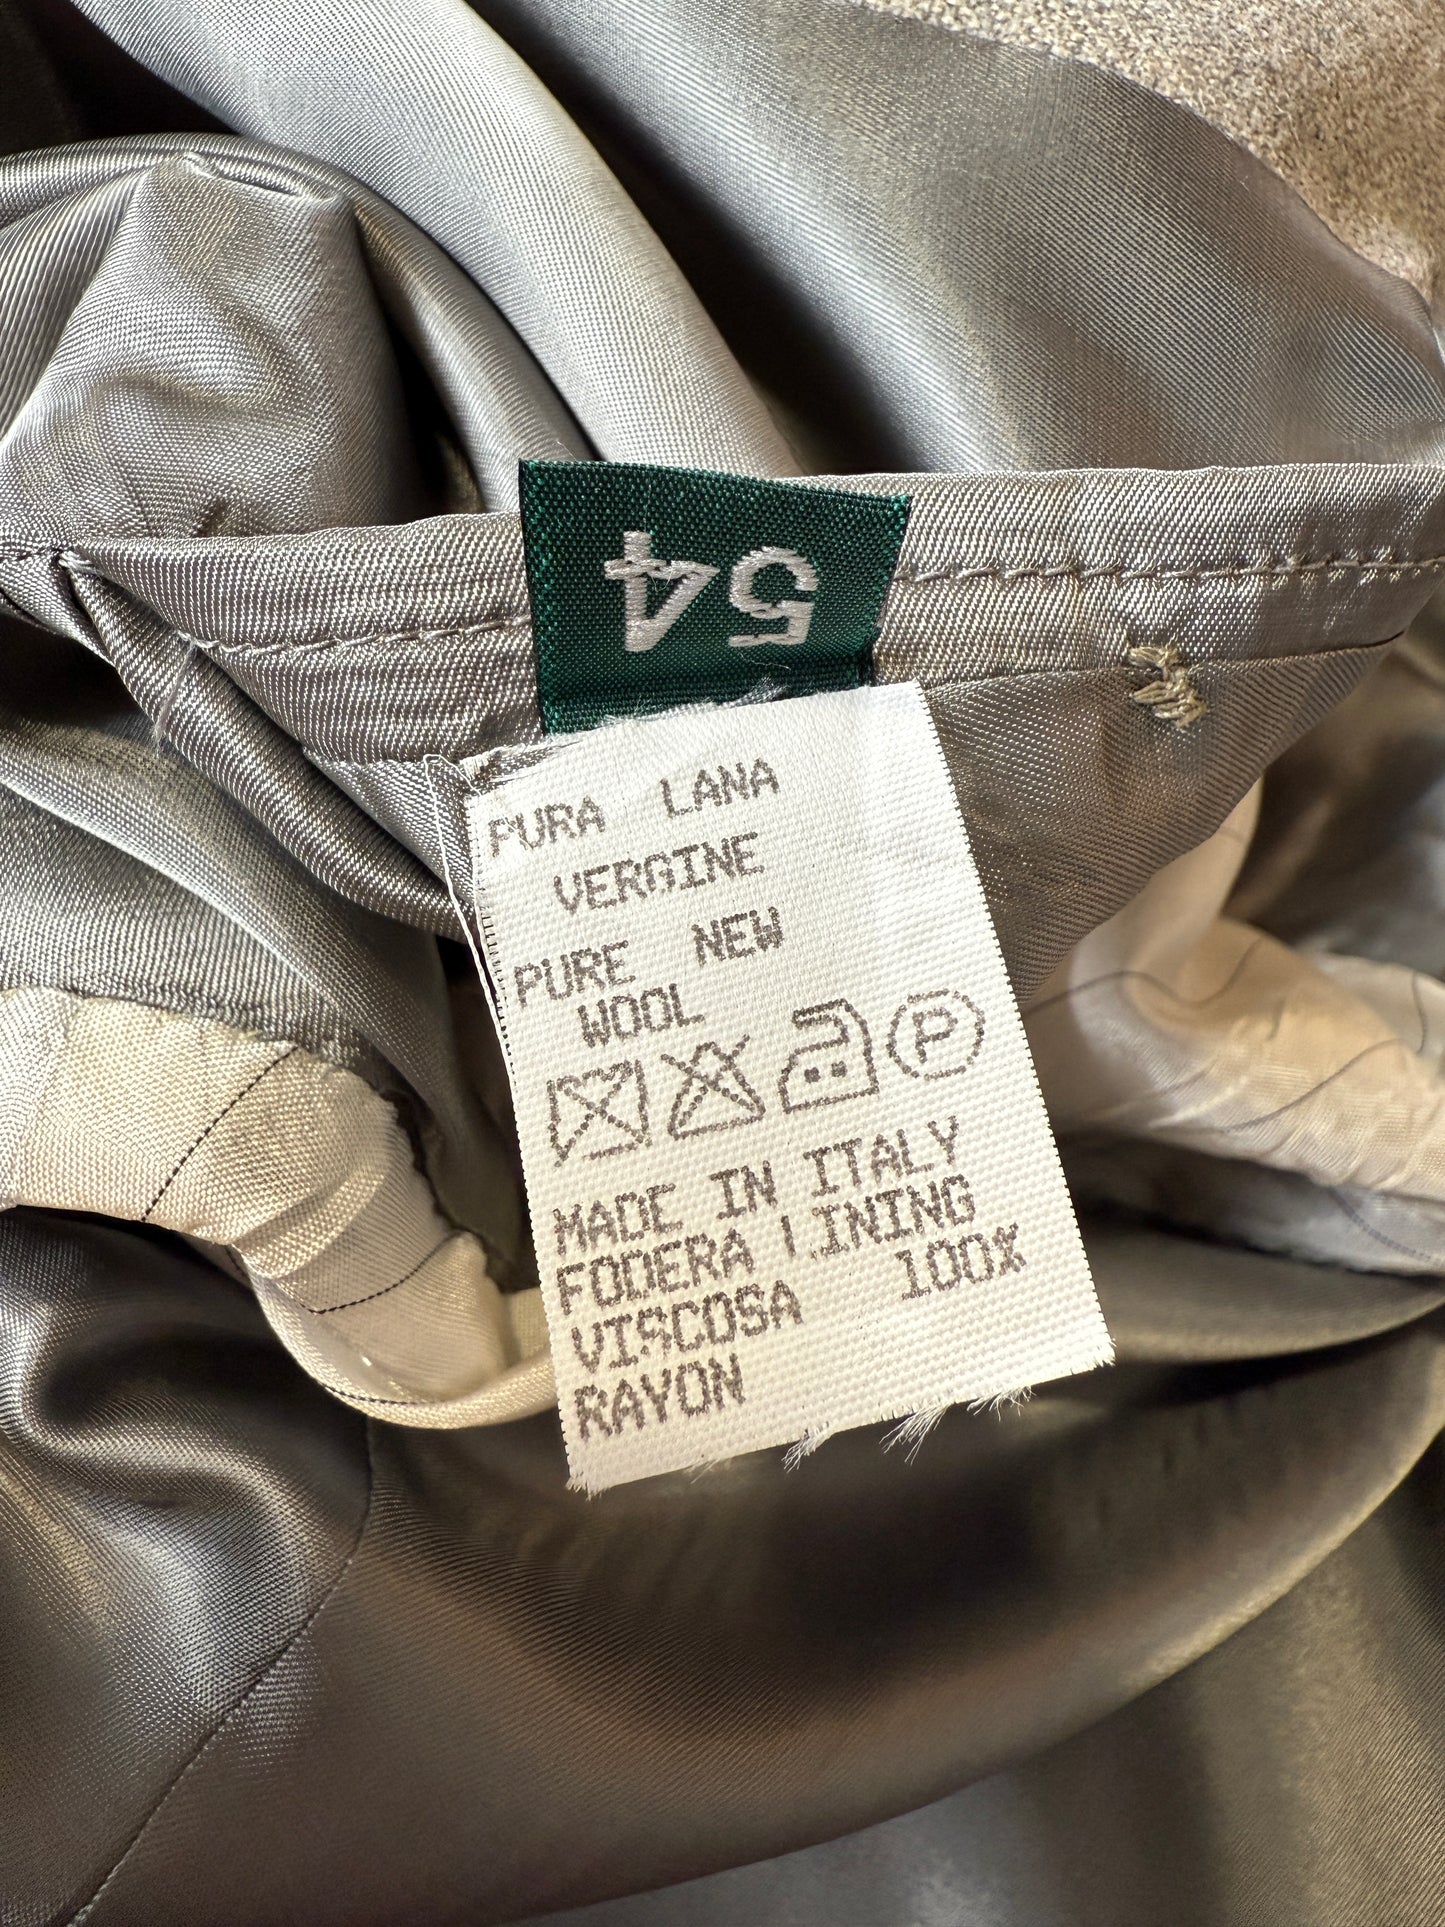 54
PURA LANA
VERGINE
PURE NEW
WOOL
P
MADE IN ITALY
FODERA LINING
VISCOSA 100%
RAYON